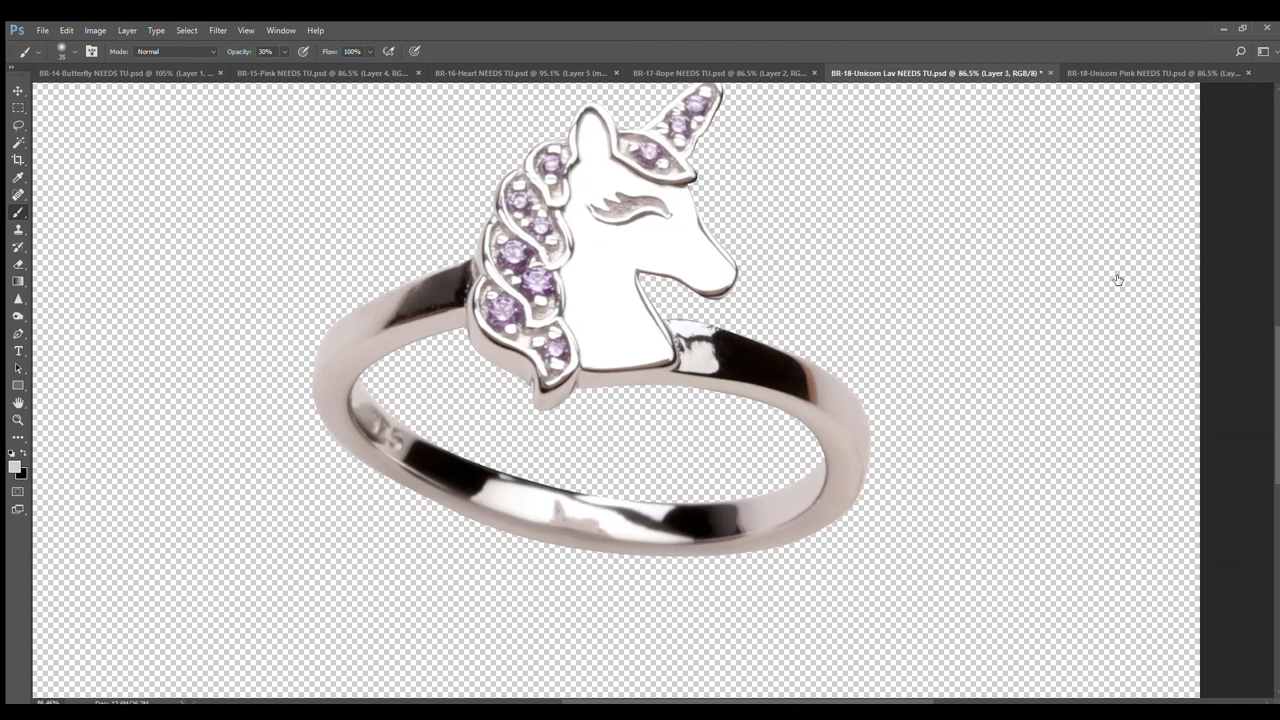 Ps File Edit Image Layer Type Select Filter View Window Help
35 Mode: Normal Opacity: 30% Flow: 100%
BR-14-Butterfly NEEDS TU.psd @ 105% (Layer 1, ... × BR-15-Pink NEEDS TU.psd @ 86.5% (Layer 4, RG... × BR-16-Heart NEEDS TU.psd @ 95.1% (Layer 5 (m... × BR-17-Rope NEEDS TU.psd @ 86.5% (Layer 2, RG... × BR-18-Unicorn Lav NEEDS TU.psd @ 86.5% (Layer 3, RGB/8) * × BR-18-Unicorn Pink NEEDS TU.psd @ 86.5% (Lay... ×